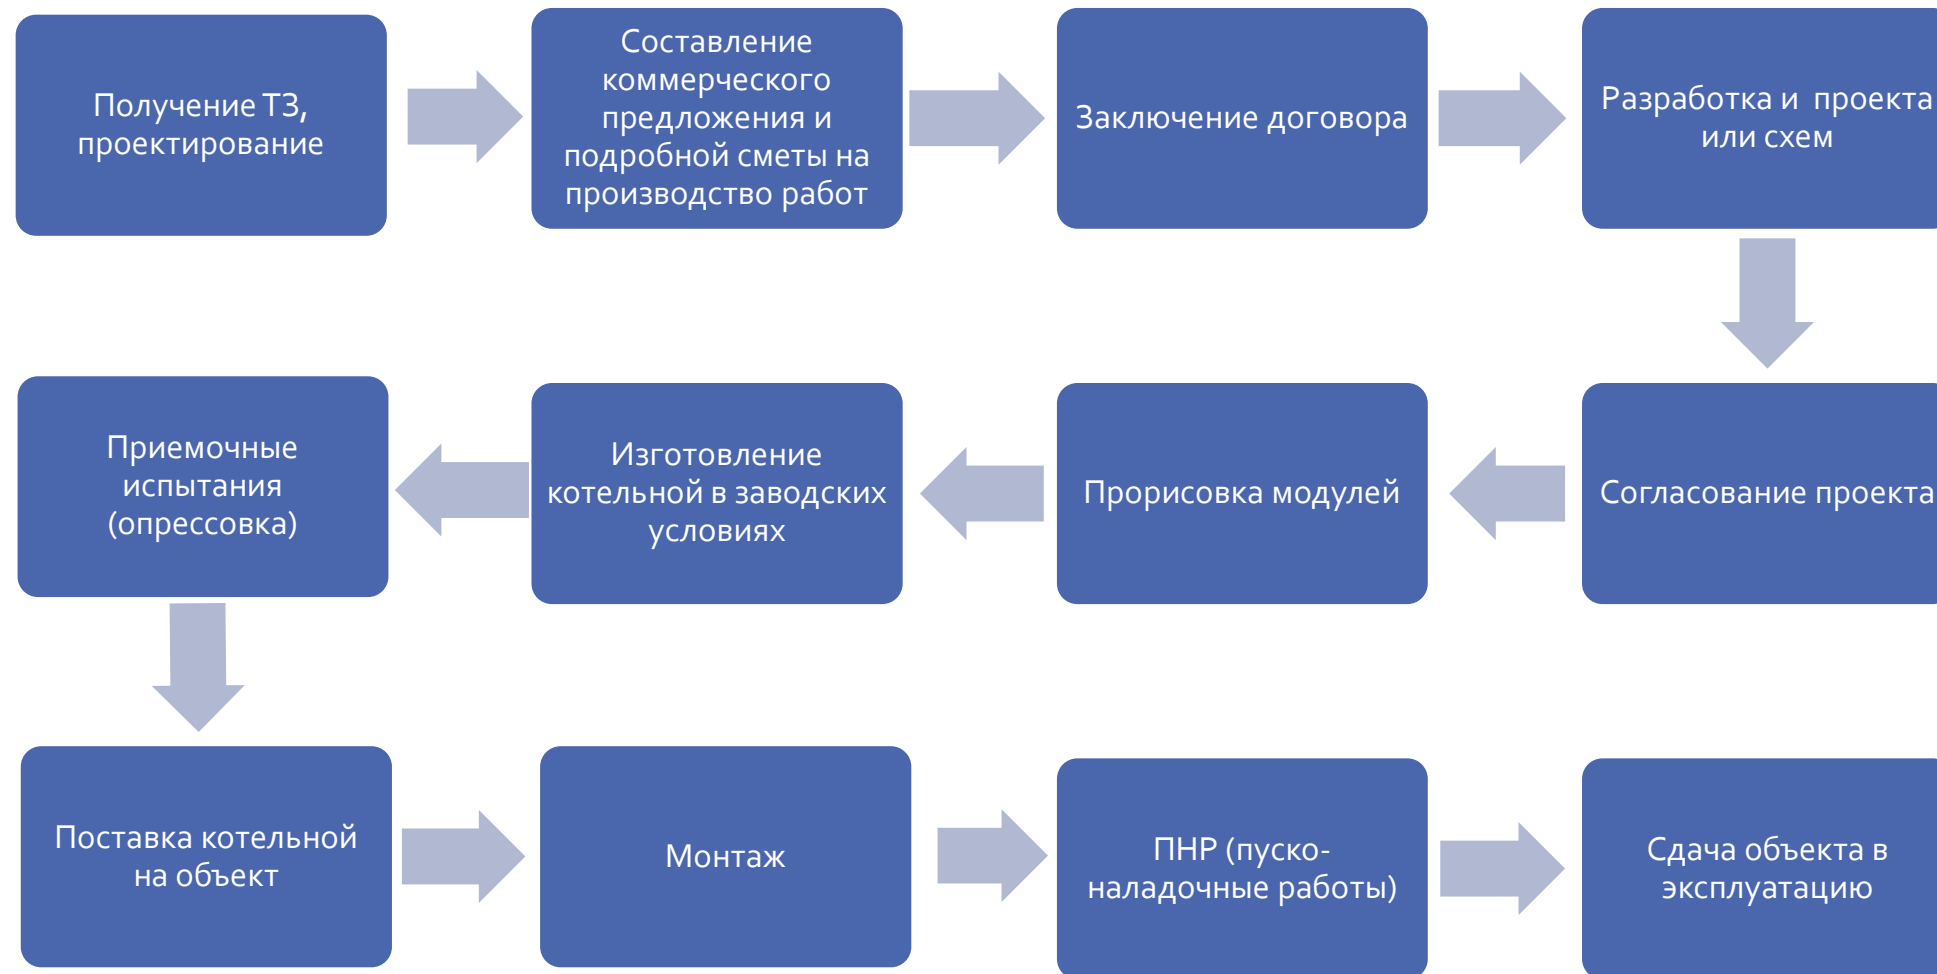 Получение ТЗ,
проектирование
Составление
коммерческого
предложения и
подробной сметы на
производство работ
Заключение договора
Разработка и  проекта
или схем
Согласование проекта
Прорисовка модулей
Изготовление
котельной в заводских
условиях
Приемочные
испытания
(опрессовка)
Поставка котельной
на объект
Монтаж
ПНР (пуско-
наладочные работы)
Сдача объекта в
эксплуатацию